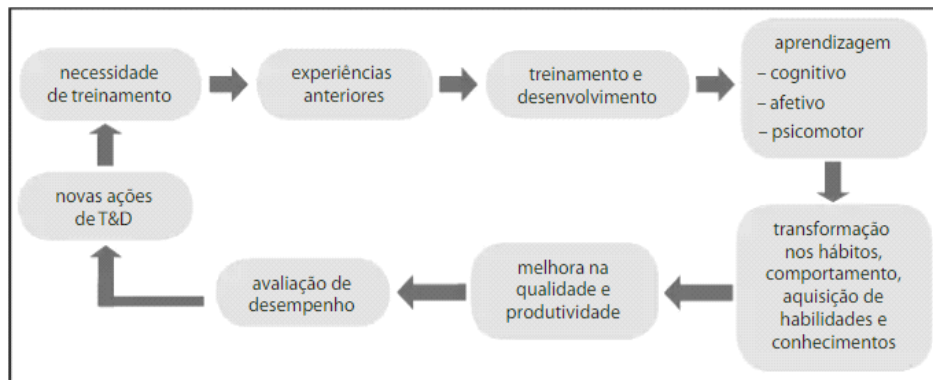 necessidade
de treinamento
experiências
anteriores
treinamento e
desenvolvimento
aprendizagem
– cognitivo
– afetivo
– psicomotor
transformação
nos hábitos,
comportamento,
aquisição de
habilidades e
conhecimentos
melhora na
qualidade e
produtividade
avaliação de
desempenho
novas ações
de T&D